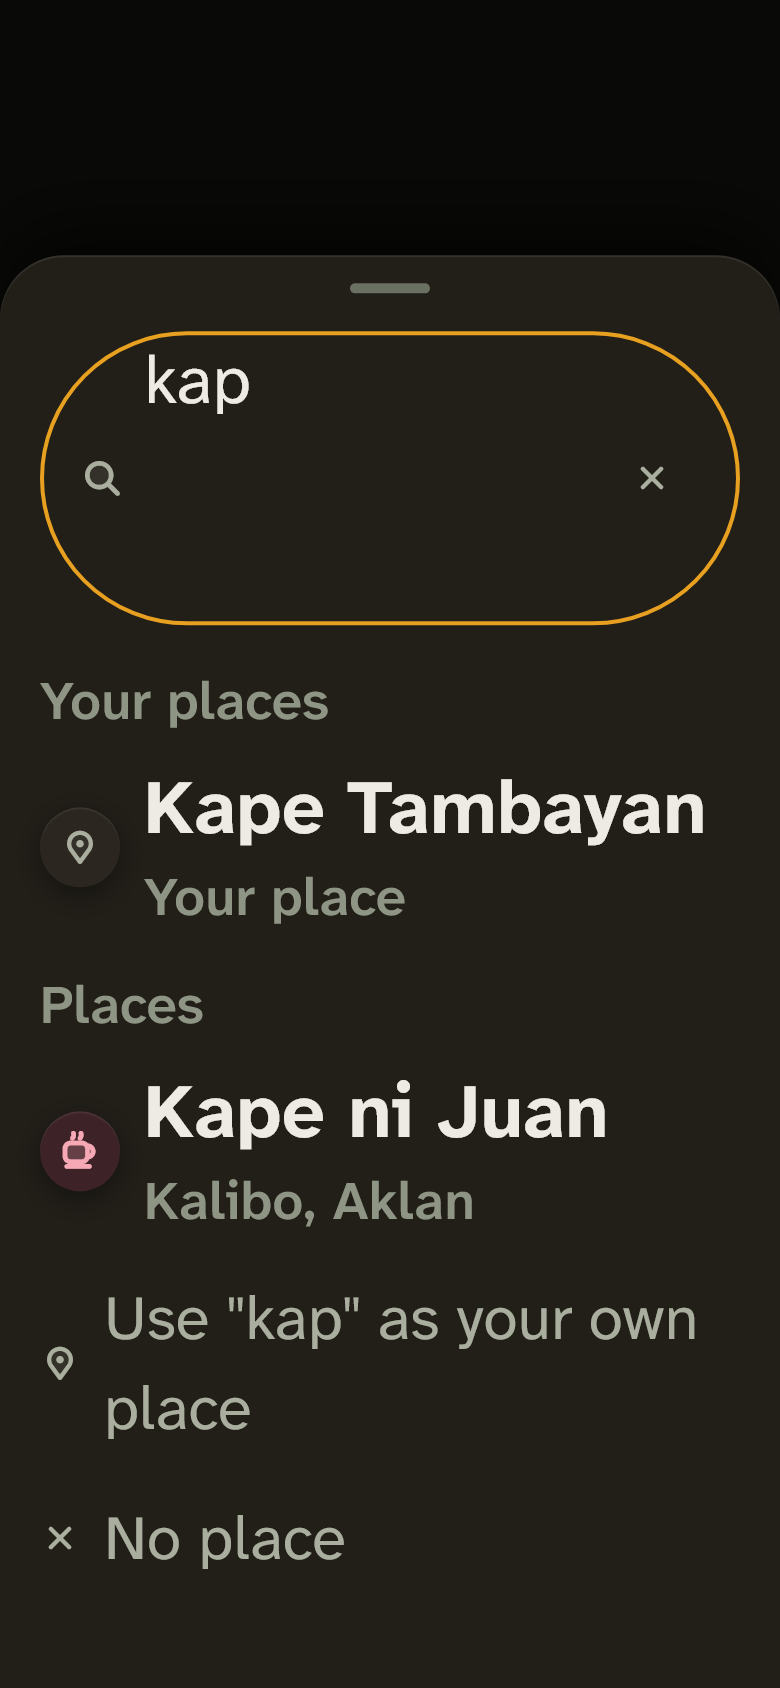 kap
Your places
Kape Tambayan
Your place
Places
Kape ni Juan
Kalibo, Aklan
Use "kap" as your own
place
No place